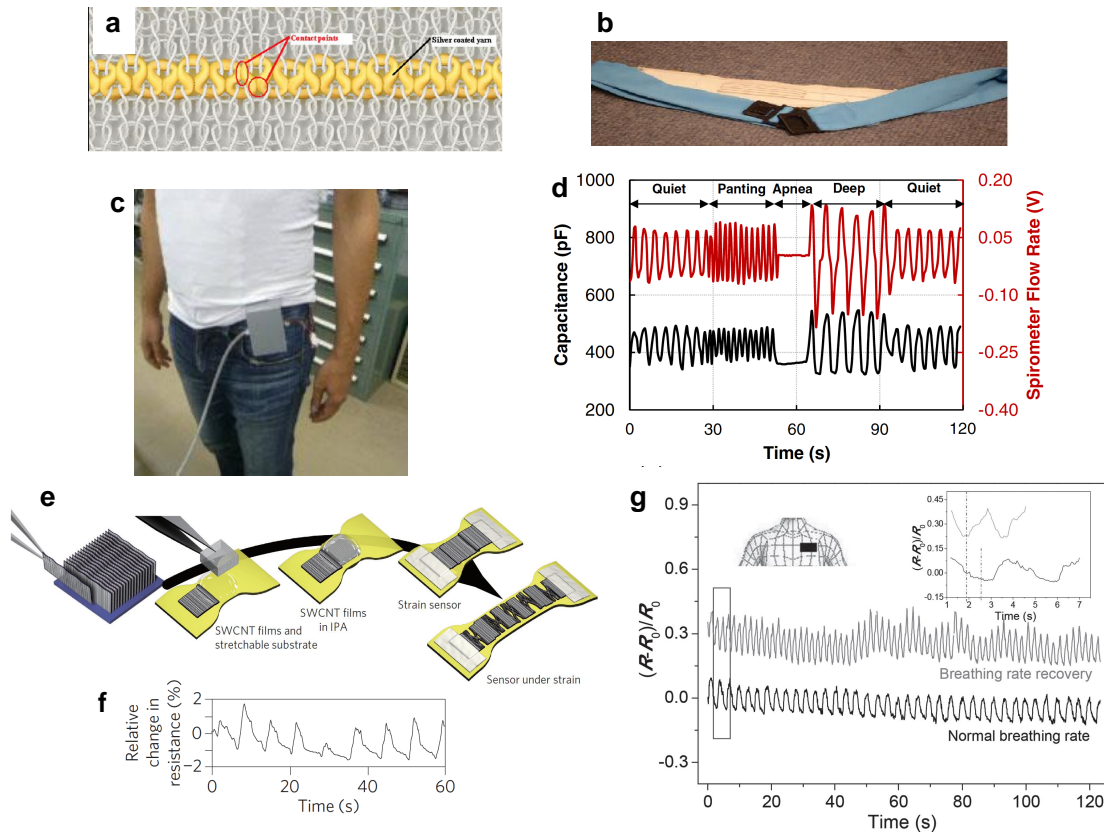 a
Contact points
Silver coated yarn
b
c
d
1000
800
600
400
200
Capacitance (pF)
Quiet
Panting
Apnea
Deep
Quiet
0.20
0.05
-0.10
-0.25
-0.40
Spirometer Flow Rate (V)
0
30
60
90
120
Time (s)
e
SWCNT films and
stretchable substrate
SWCNT films
in IPA
Strain sensor
Sensor under strain
f
Relative
change in
resistance (%)
2
0
−2
0
20
40
60
Time (s)
g
0.9
0.6
0.3
0.0
-0.3
(R-R0)/R0
0.45
0.30
0.15
0.00
-0.15
(R-R0)/R0
1
2
3
4
5
6
7
Time (s)
Breathing rate recovery
Normal breathing rate
0
20
40
60
80
100
120
Time (s)